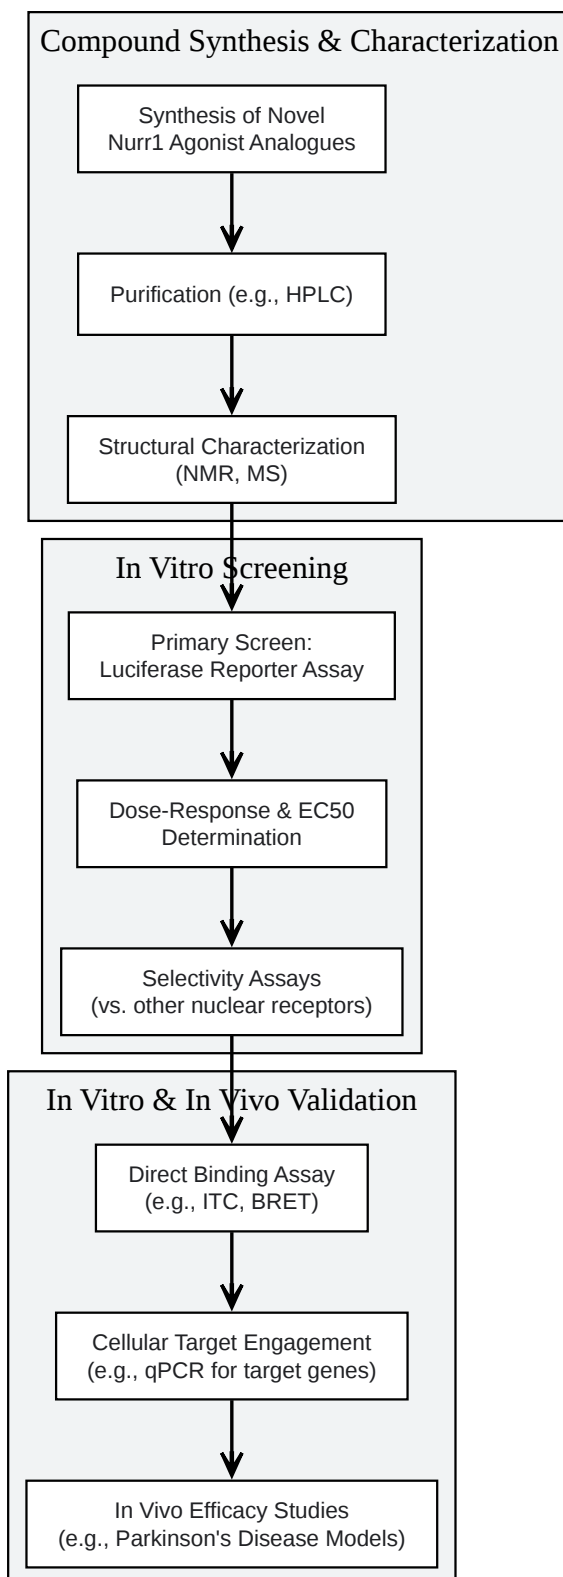 Compound Synthesis & Characterization
Synthesis of Novel
Nurr1 Agonist Analogues
Purification (e.g., HPLC)
Structural Characterization
(NMR, MS)
In Vitro Screening
Primary Screen:
Luciferase Reporter Assay
Dose-Response & EC50
Determination
Selectivity Assays
(vs. other nuclear receptors)
In Vitro & In Vivo Validation
Direct Binding Assay
(e.g., ITC, BRET)
Cellular Target Engagement
(e.g., qPCR for target genes)
In Vivo Efficacy Studies
(e.g., Parkinson's Disease Models)